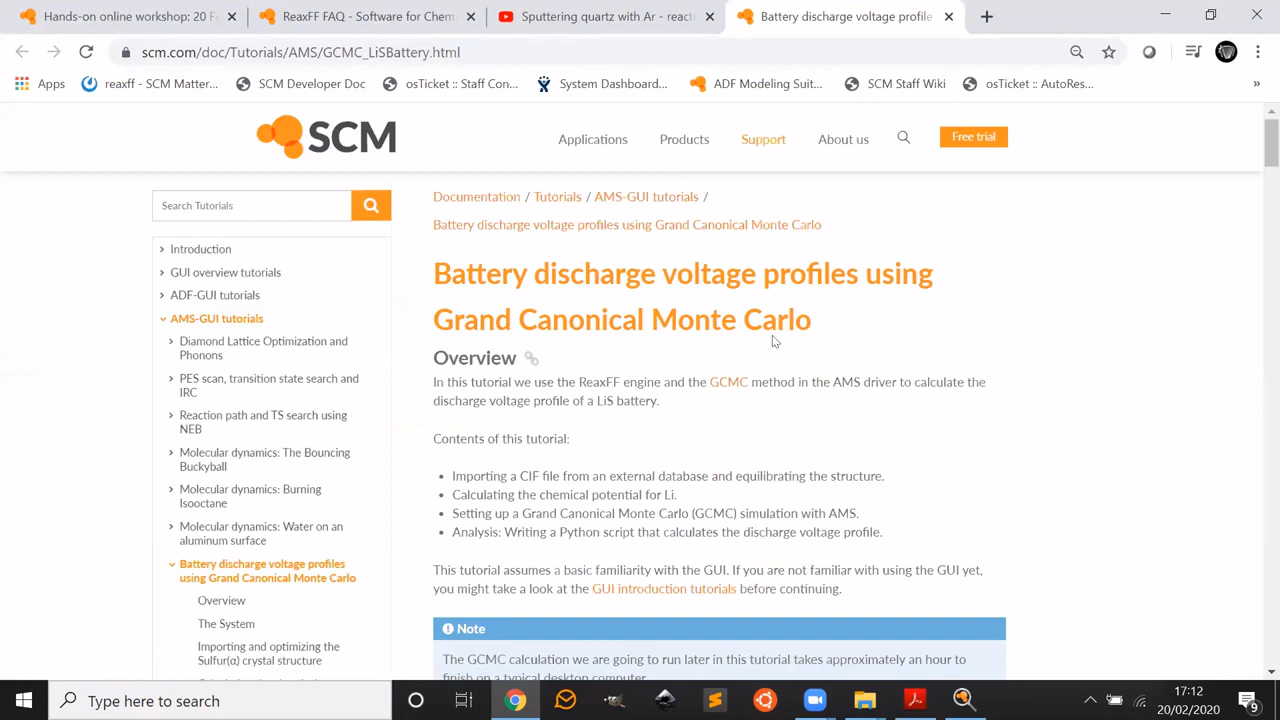 Hands-on online workshop: 20 F
ReaxFF FAQ - Software for Chem
Sputtering quartz with Ar - reacti
Battery discharge voltage profile
scm.com/doc/Tutorials/AMS/GCMC_LiSBattery.html
Apps
reaxff - SCM Matter...
SCM Developer Doc
osTicket :: Staff Con...
System Dashboard...
ADF Modeling Suit...
SCM Staff Wiki
osTicket :: AutoRes...
»
SCM
Applications
Products
Support
About us
Free trial
Search Tutorials
Introduction
GUI overview tutorials
ADF-GUI tutorials
AMS-GUI tutorials
Diamond Lattice Optimization and
Phonons
PES scan, transition state search and
IRC
Reaction path and TS search using
NEB
Molecular dynamics: The Bouncing
Buckyball
Molecular dynamics: Burning
Isooctane
Molecular dynamics: Water on an
aluminum surface
Battery discharge voltage profiles
using Grand Canonical Monte Carlo
Overview
The System
Importing and optimizing the
Sulfur(α) crystal structure
Documentation / Tutorials / AMS-GUI tutorials /
Battery discharge voltage profiles using Grand Canonical Monte Carlo
Battery discharge voltage profiles using
Grand Canonical Monte Carlo
Overview
In this tutorial we use the ReaxFF engine and the GCMC method in the AMS driver to calculate the
discharge voltage profile of a LiS battery.
Contents of this tutorial:
• Importing a CIF file from an external database and equilibrating the structure.
• Calculating the chemical potential for Li.
• Setting up a Grand Canonical Monte Carlo (GCMC) simulation with AMS.
• Analysis: Writing a Python script that calculates the discharge voltage profile.
This tutorial assumes a basic familiarity with the GUI. If you are not familiar with using the GUI yet,
you might take a look at the GUI introduction tutorials before continuing.
Note
The GCMC calculation we are going to run later in this tutorial takes approximately an hour to
finish on a typical desktop computer.
Type here to search
17:12
20/02/2020
9